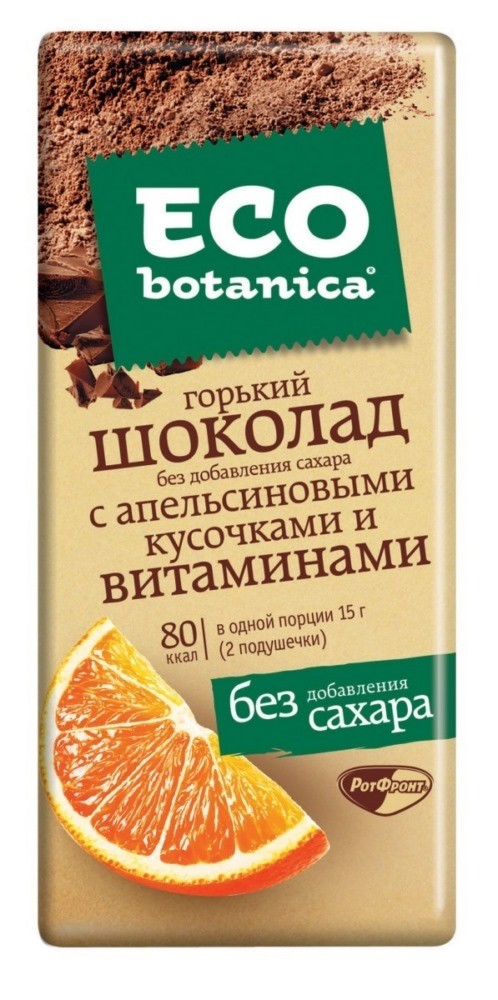 ECO
botanica®
горький
шоколад
без добавления сахара
с апельсиновыми
кусочками и
витаминами
80 ккал
в одной порции 15 г
(2 подушечки)
без добавления сахара
РотФронт®